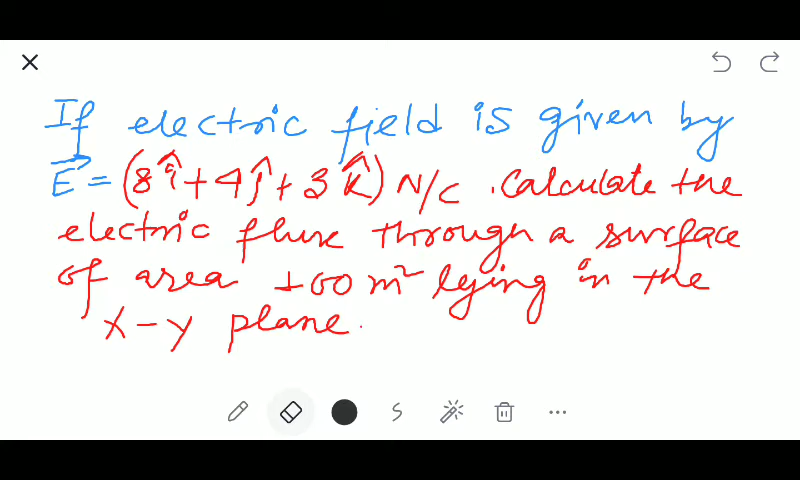 If electric field is given by
E⃗ = (8î + 4ĵ + 3k̂) N/C . Calculate the
electric flux through a surface
of area 100 m² lying in the
X-Y plane.